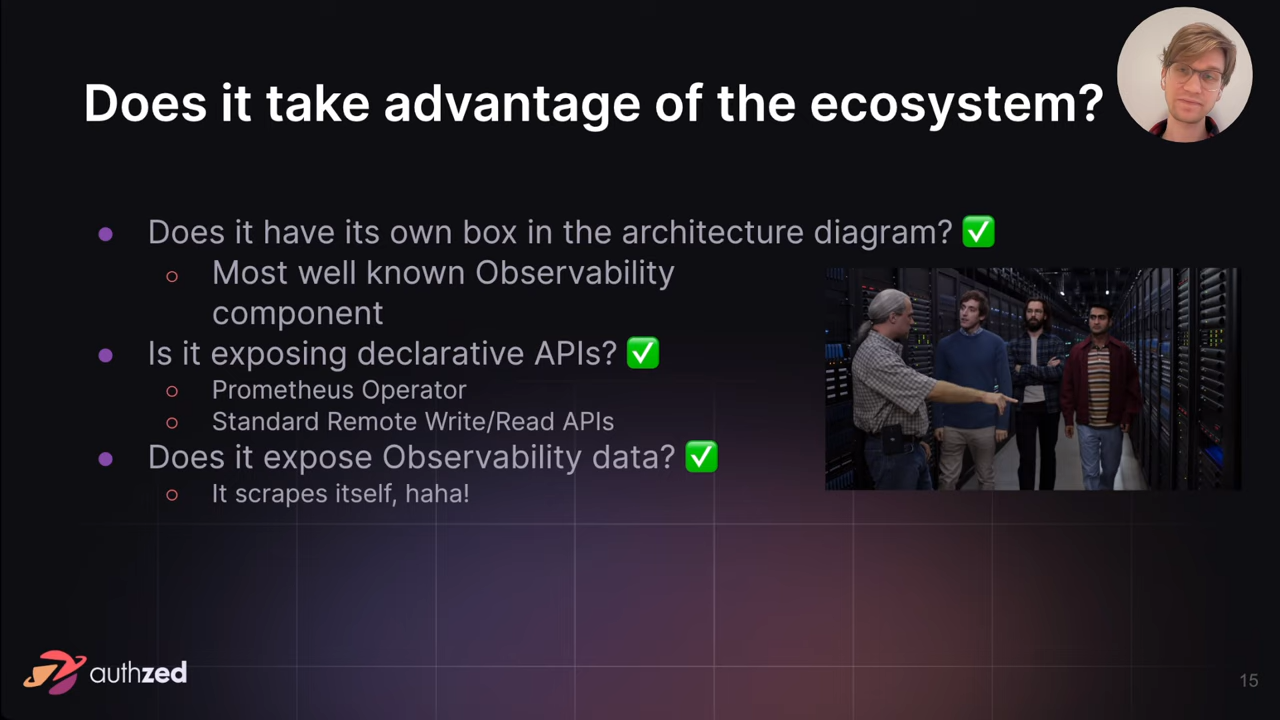 Does it take advantage of the ecosystem?
Does it have its own box in the architecture diagram? ✅
Most well known Observability
component
Is it exposing declarative APIs? ✅
Prometheus Operator
Standard Remote Write/Read APIs
Does it expose Observability data? ✅
It scrapes itself, haha!
authzed
15